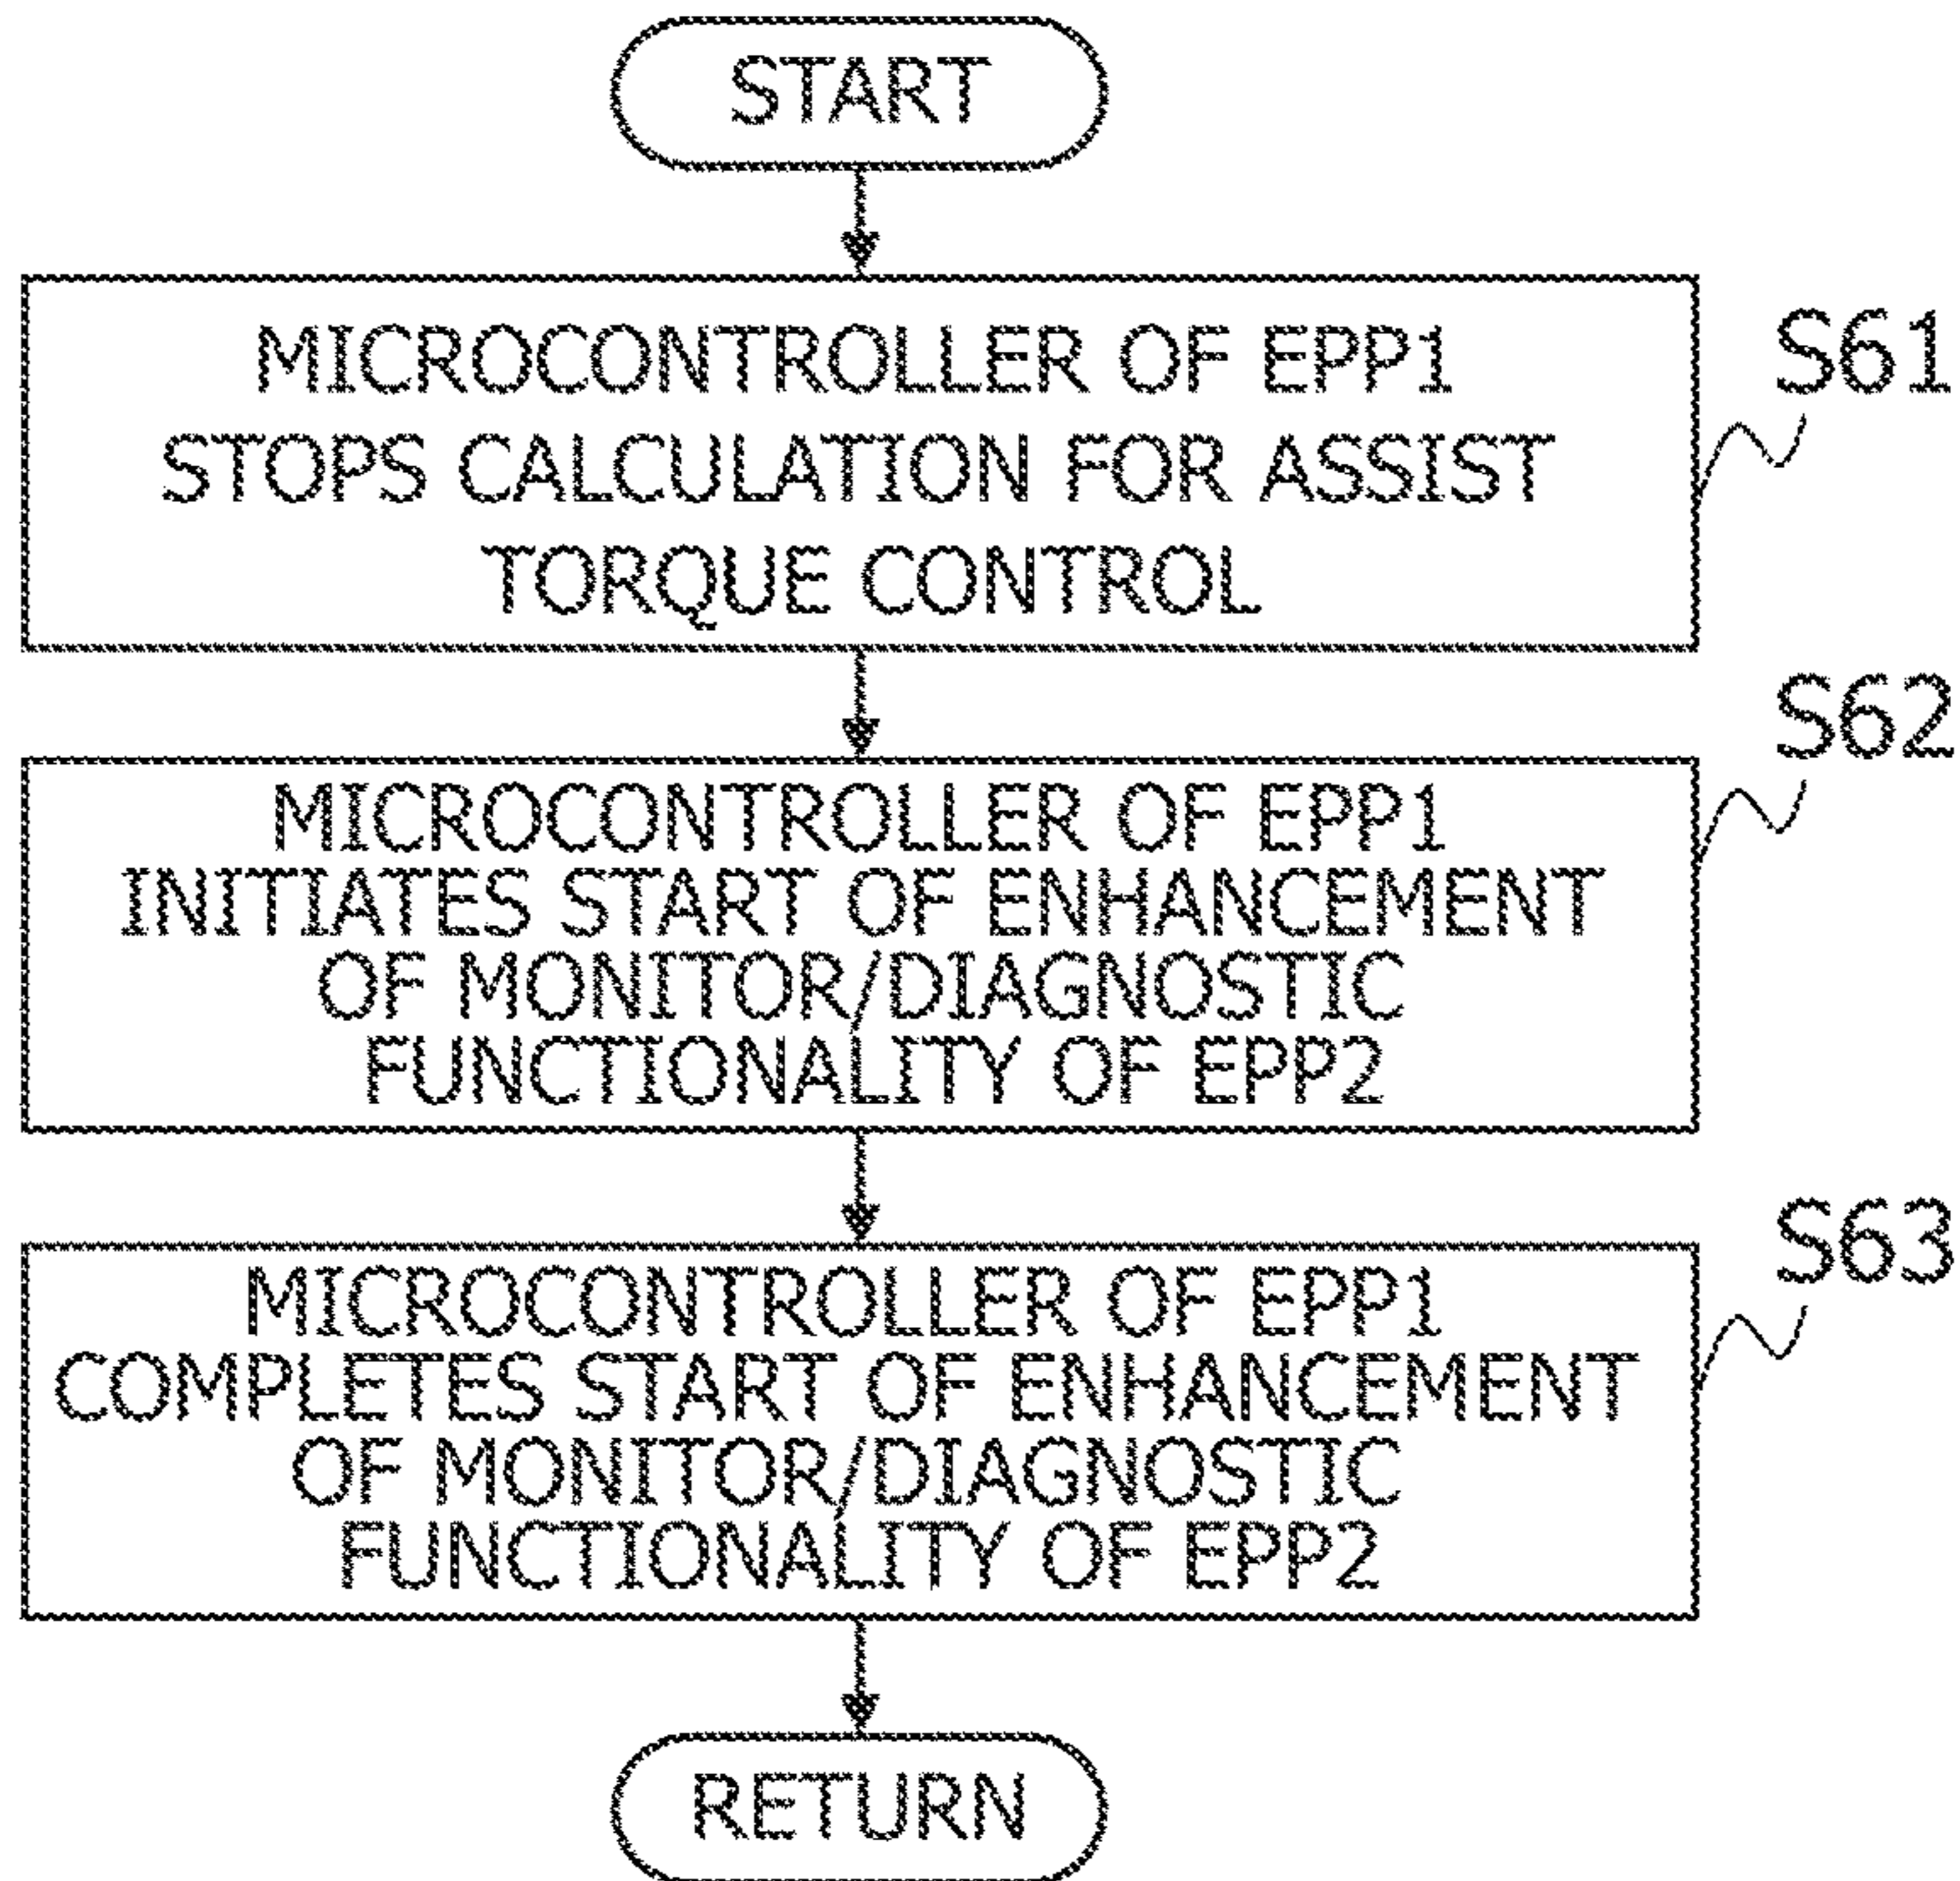 START
MICROCONTROLLER OF EPP1
STOPS CALCULATION FOR ASSIST
TORQUE CONTROL
S61
MICROCONTROLLER OF EPP1
INITIATES START OF ENHANCEMENT
OF MONITOR/DIAGNOSTIC
FUNCTIONALITY OF EPP2
S62
MICROCONTROLLER OF EPP1
COMPLETES START OF ENHANCEMENT
OF MONITOR/DIAGNOSTIC
FUNCTIONALITY OF EPP2
S63
RETURN